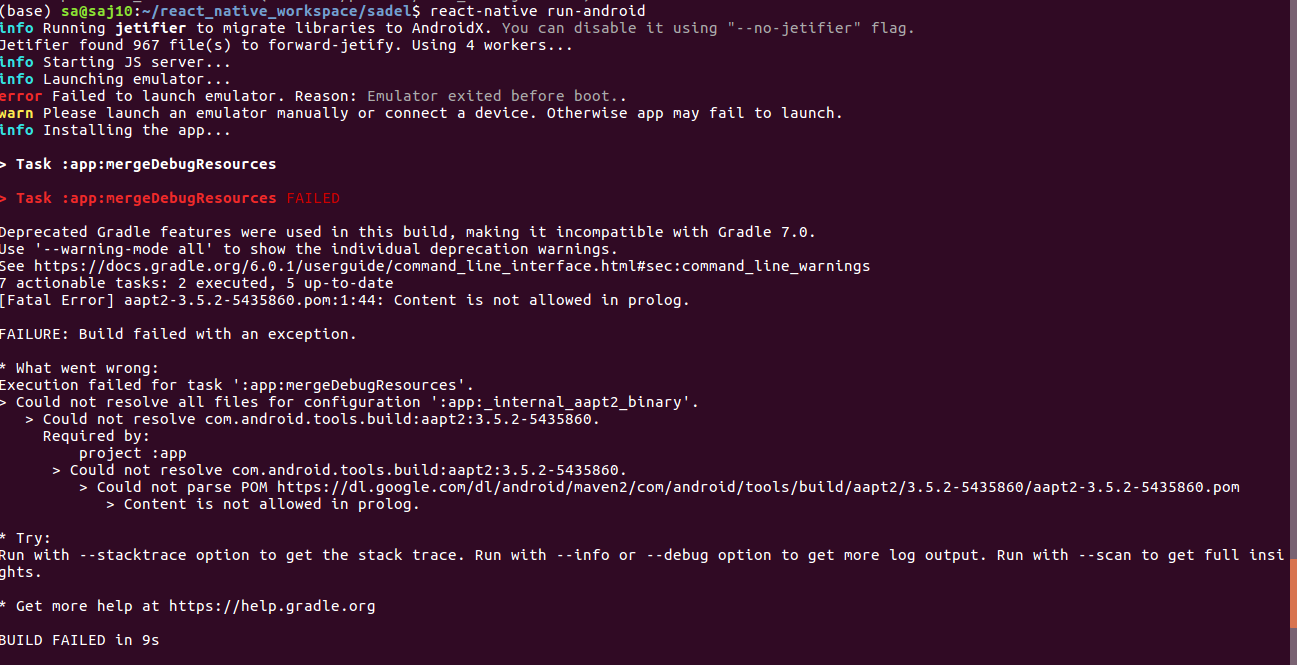 (base) sa@saj10:~/react_native_workspace/sadel$ react-native run-android
info Running jetifier to migrate libraries to AndroidX. You can disable it using "--no-jetifier" flag.
Jetifier found 967 file(s) to forward-jetify. Using 4 workers...
info Starting JS server...
info Launching emulator...
error Failed to launch emulator. Reason: Emulator exited before boot..
warn Please launch an emulator manually or connect a device. Otherwise app may fail to launch.
info Installing the app...
> Task :app:mergeDebugResources
> Task :app:mergeDebugResources FAILED
Deprecated Gradle features were used in this build, making it incompatible with Gradle 7.0.
Use '--warning-mode all' to show the individual deprecation warnings.
See https://docs.gradle.org/6.0.1/userguide/command_line_interface.html#sec:command_line_warnings
7 actionable tasks: 2 executed, 5 up-to-date
[Fatal Error] aapt2-3.5.2-5435860.pom:1:44: Content is not allowed in prolog.
FAILURE: Build failed with an exception.
* What went wrong:
Execution failed for task ':app:mergeDebugResources'.
> Could not resolve all files for configuration ':app:_internal_aapt2_binary'.
> Could not resolve com.android.tools.build:aapt2:3.5.2-5435860.
Required by:
project :app
> Could not resolve com.android.tools.build:aapt2:3.5.2-5435860.
> Could not parse POM https://dl.google.com/dl/android/maven2/com/android/tools/build/aapt2/3.5.2-5435860/aapt2-3.5.2-5435860.pom
> Content is not allowed in prolog.
* Try:
Run with --stacktrace option to get the stack trace. Run with --info or --debug option to get more log output. Run with --scan to get full insi
ghts.
* Get more help at https://help.gradle.org
BUILD FAILED in 9s